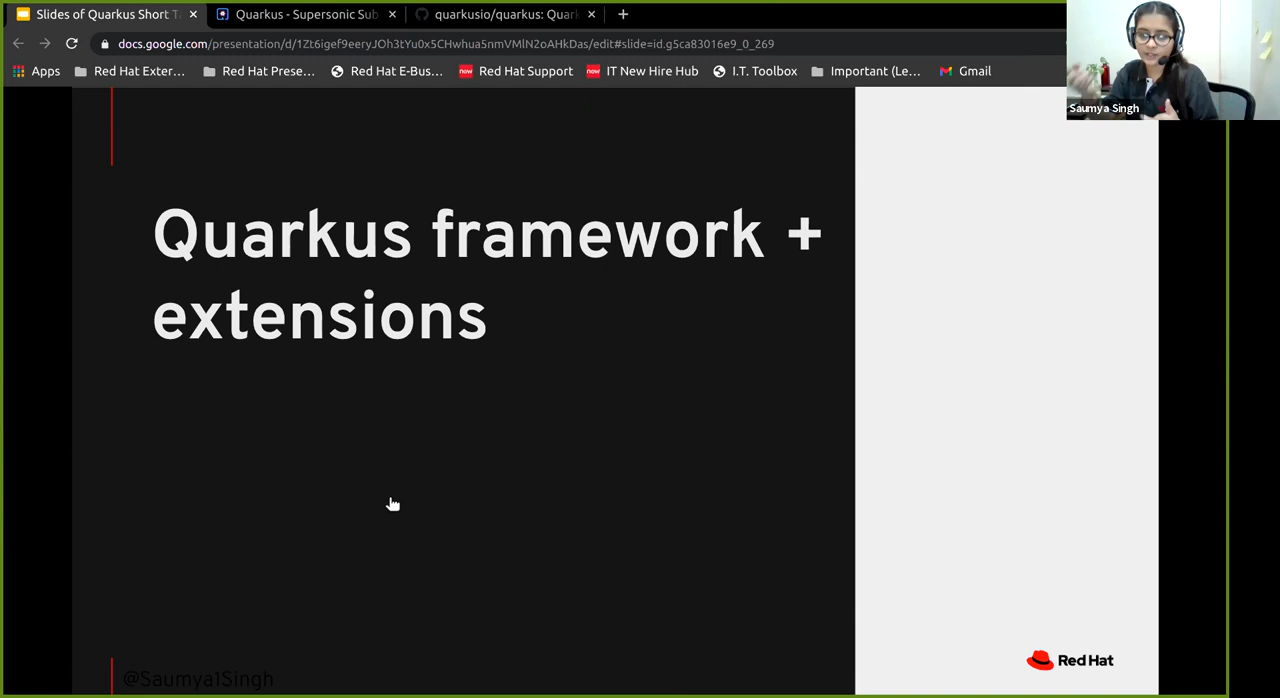 Slides of Quarkus Short T
Quarkus - Supersonic Sub
quarkusio/quarkus: Quark
docs.google.com/presentation/d/1Zt6igef9eeryJOh3tYu0x5CHwhua5nmVMlN2oAHkDas/edit#slide=id.g5ca83016e9_0_269
Apps
Red Hat Exter...
Red Hat Prese...
Red Hat E-Bus...
now
Red Hat Support
now
IT New Hire Hub
I.T. Toolbox
Important (Le...
Gmail
Saumya Singh
Quarkus framework +
extensions
Red Hat
@Saumya1Singh